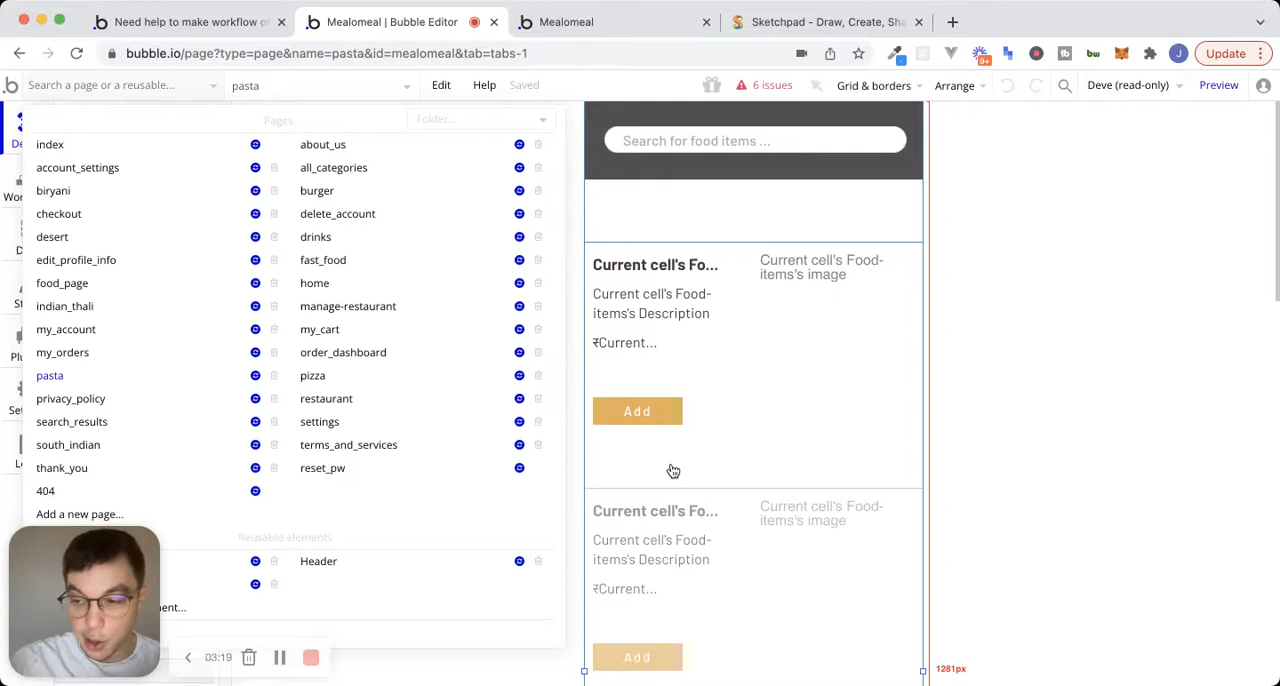 Need help to make workflow of
Mealomeal | Bubble Editor
Mealomeal
Sketchpad - Draw, Create, Sha
bubble.io/page?type=page&name=pasta&id=mealomeal&tab=tabs-1
9+
bw
J
Update
Search a page or a reusable...
pasta
Edit
Help
Saved
6 issues
Grid & borders
Arrange
Deve (read-only)
Preview
Pages
Folder...
index
about_us
account_settings
all_categories
biryani
burger
checkout
delete_account
desert
drinks
edit_profile_info
fast_food
food_page
home
indian_thali
manage-restaurant
my_account
my_cart
my_orders
order_dashboard
pasta
pizza
privacy_policy
restaurant
search_results
settings
south_indian
terms_and_services
thank_you
reset_pw
404
Add a new page...
Reusable elements
Header
ent...
03:19
Search for food items ...
Current cell's Fo...
Current cell's Food-
items's image
Current cell's Food-
items's Description
₹Current...
Add
Current cell's Fo...
Current cell's Food-
items's image
Current cell's Food-
items's Description
₹Current...
Add
1281px